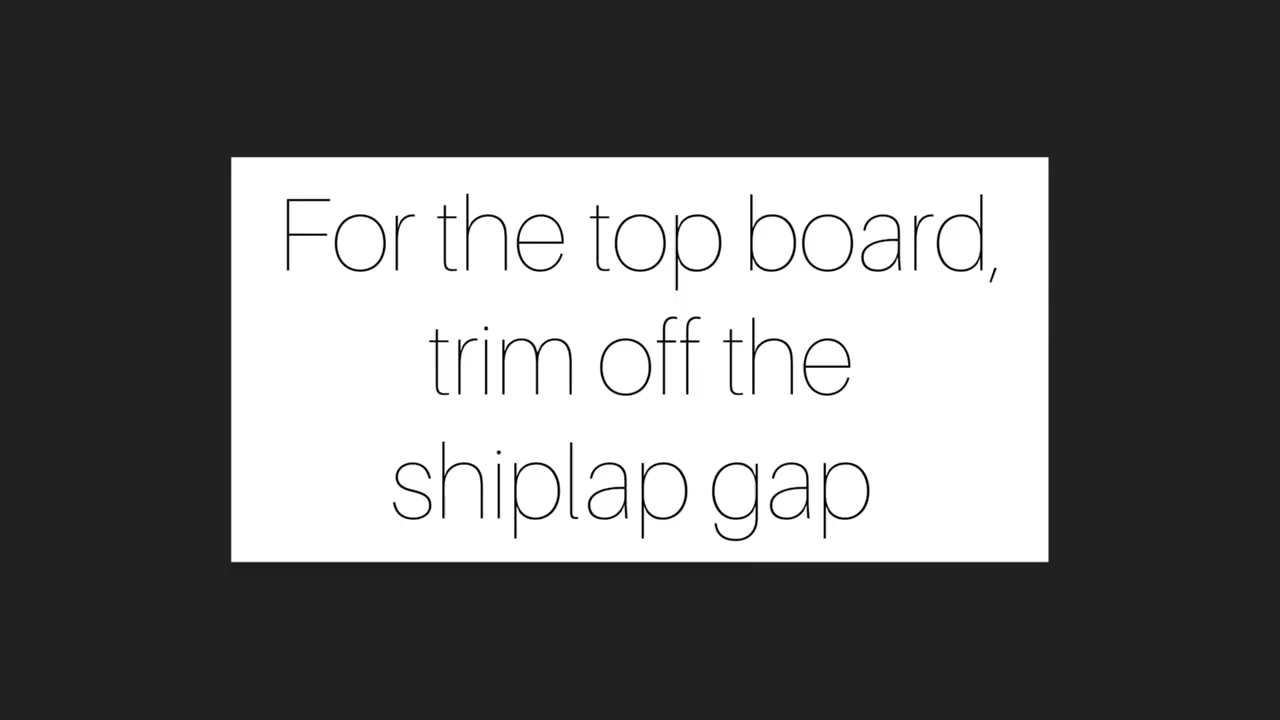 For the top board,
trim off the
shiplap gap